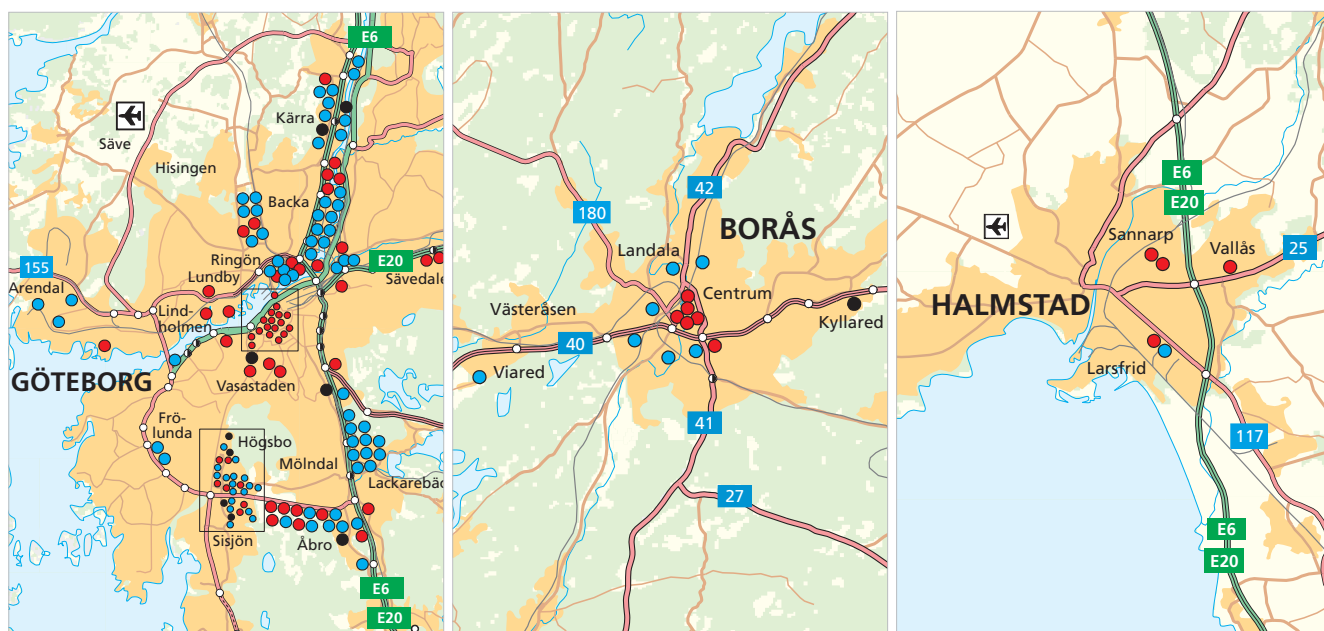 E6
Kärra
Säve
Hisingen
Backa
Ringön
E20
155
Lundby
Sävedale
Arendal
Lind-
holmen
GÖTEBORG
Vasastaden
Frö-
lunda
Högsbo
Mölndal
Lackarebäc
Sisjön
Åbro
E6
E20
42
180
BORÅS
Landala
Centrum
Västeråsen
Kyllared
40
Viared
41
27
E6
E20
Sannarp
Vallås
25
HALMSTAD
Larsfrid
117
E6
E20